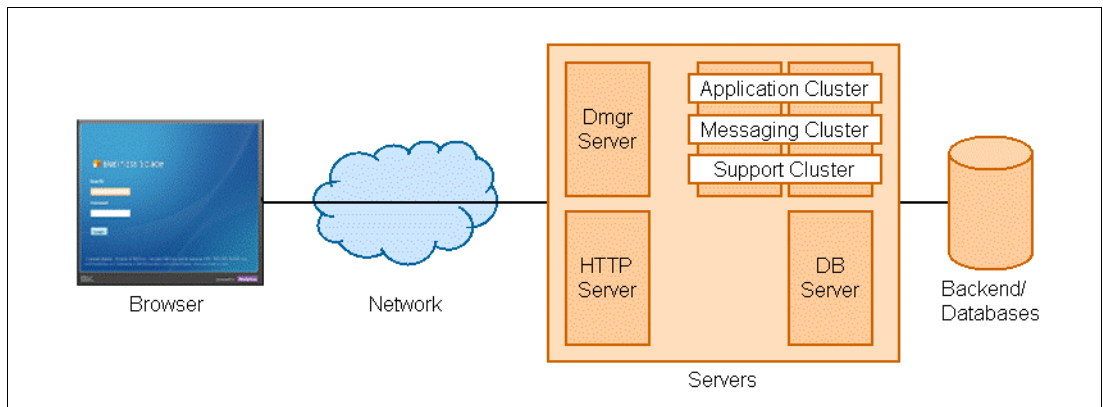 Dmgr
Server
Application Cluster
Messaging Cluster
Support Cluster
HTTP
Server
DB
Server
Browser
Network
Backend/
Databases
Servers